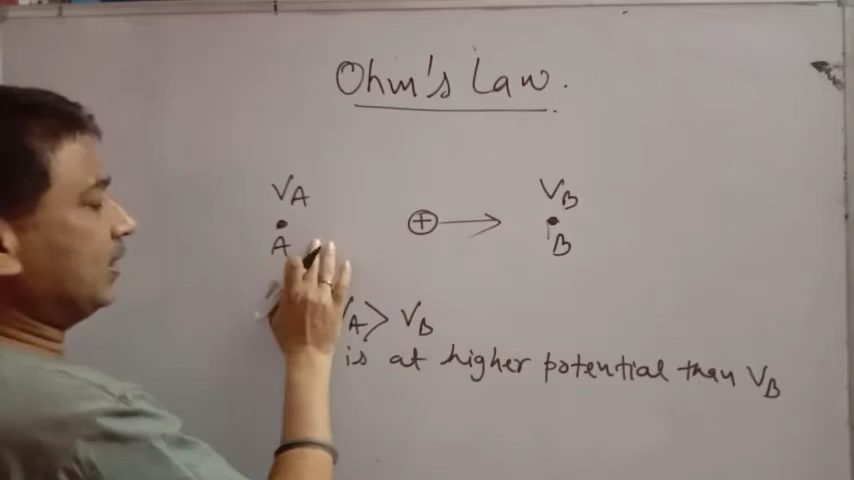 Ohm's Law.
VA VB
A + B
VA > VB
is at higher potential than VB